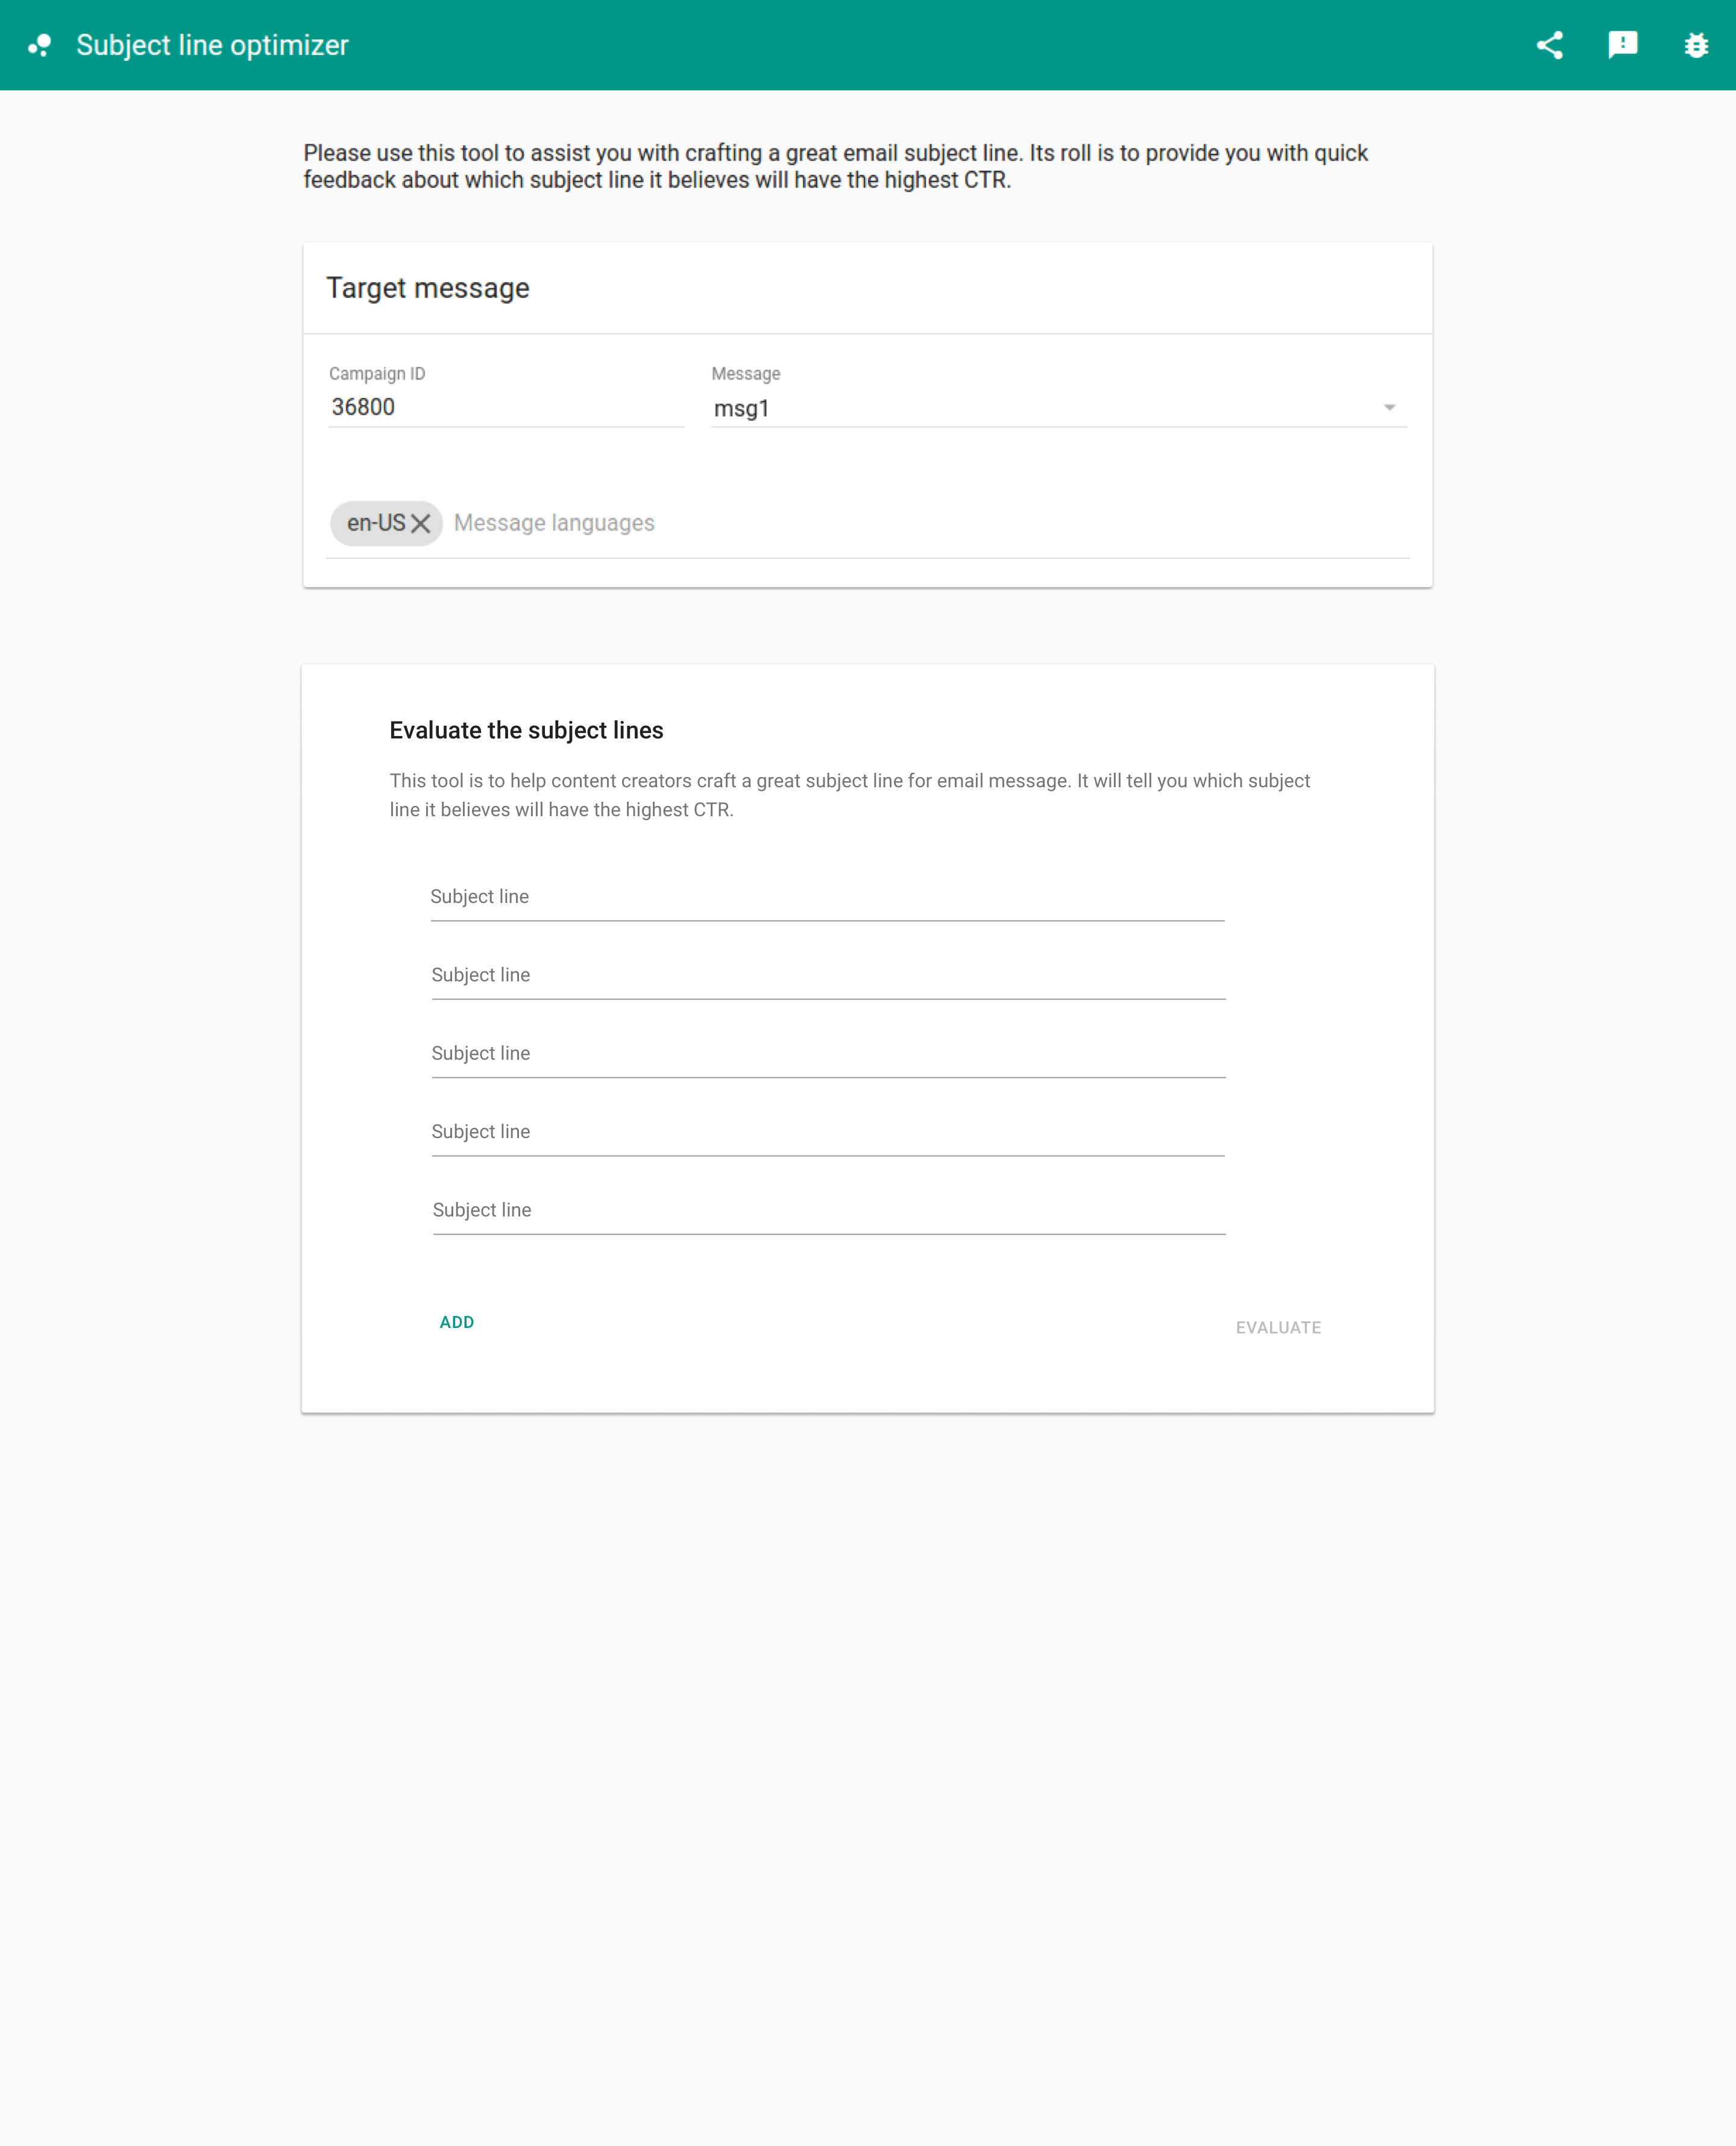 Subject line optimizer
Please use this tool to assist you with crafting a great email subject line. Its roll is to provide you with quick
feedback about which subject line it believes will have the highest CTR.
Target message
Campaign ID
Message
36800
msg1
en-US
Message languages
Evaluate the subject lines
This tool is to help content creators craft a great subject line for email message. It will tell you which subject
line it believes will have the highest CTR.
Subject line
Subject line
Subject line
Subject line
Subject line
ADD
EVALUATE